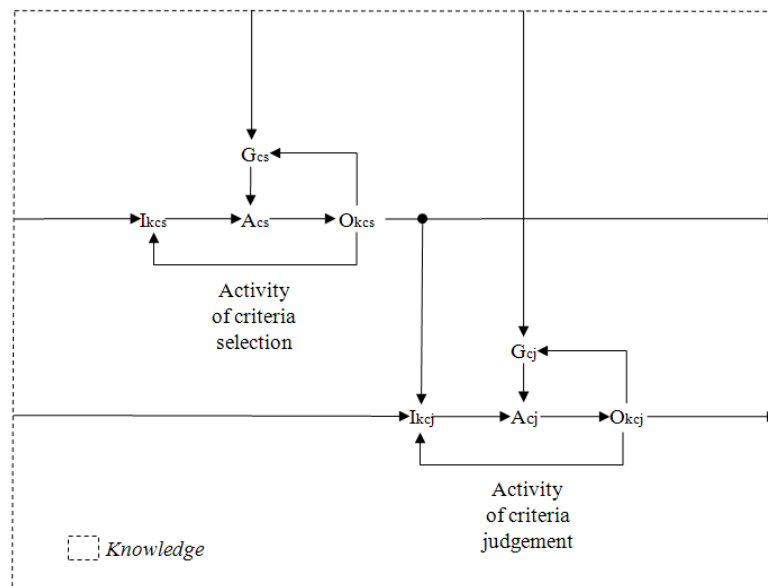 Gcs
Ikcs Acs Okcs
Activity
of criteria
selection
Gcj
Ikcj Acj Okcj
Activity
of criteria
judgement
Knowledge